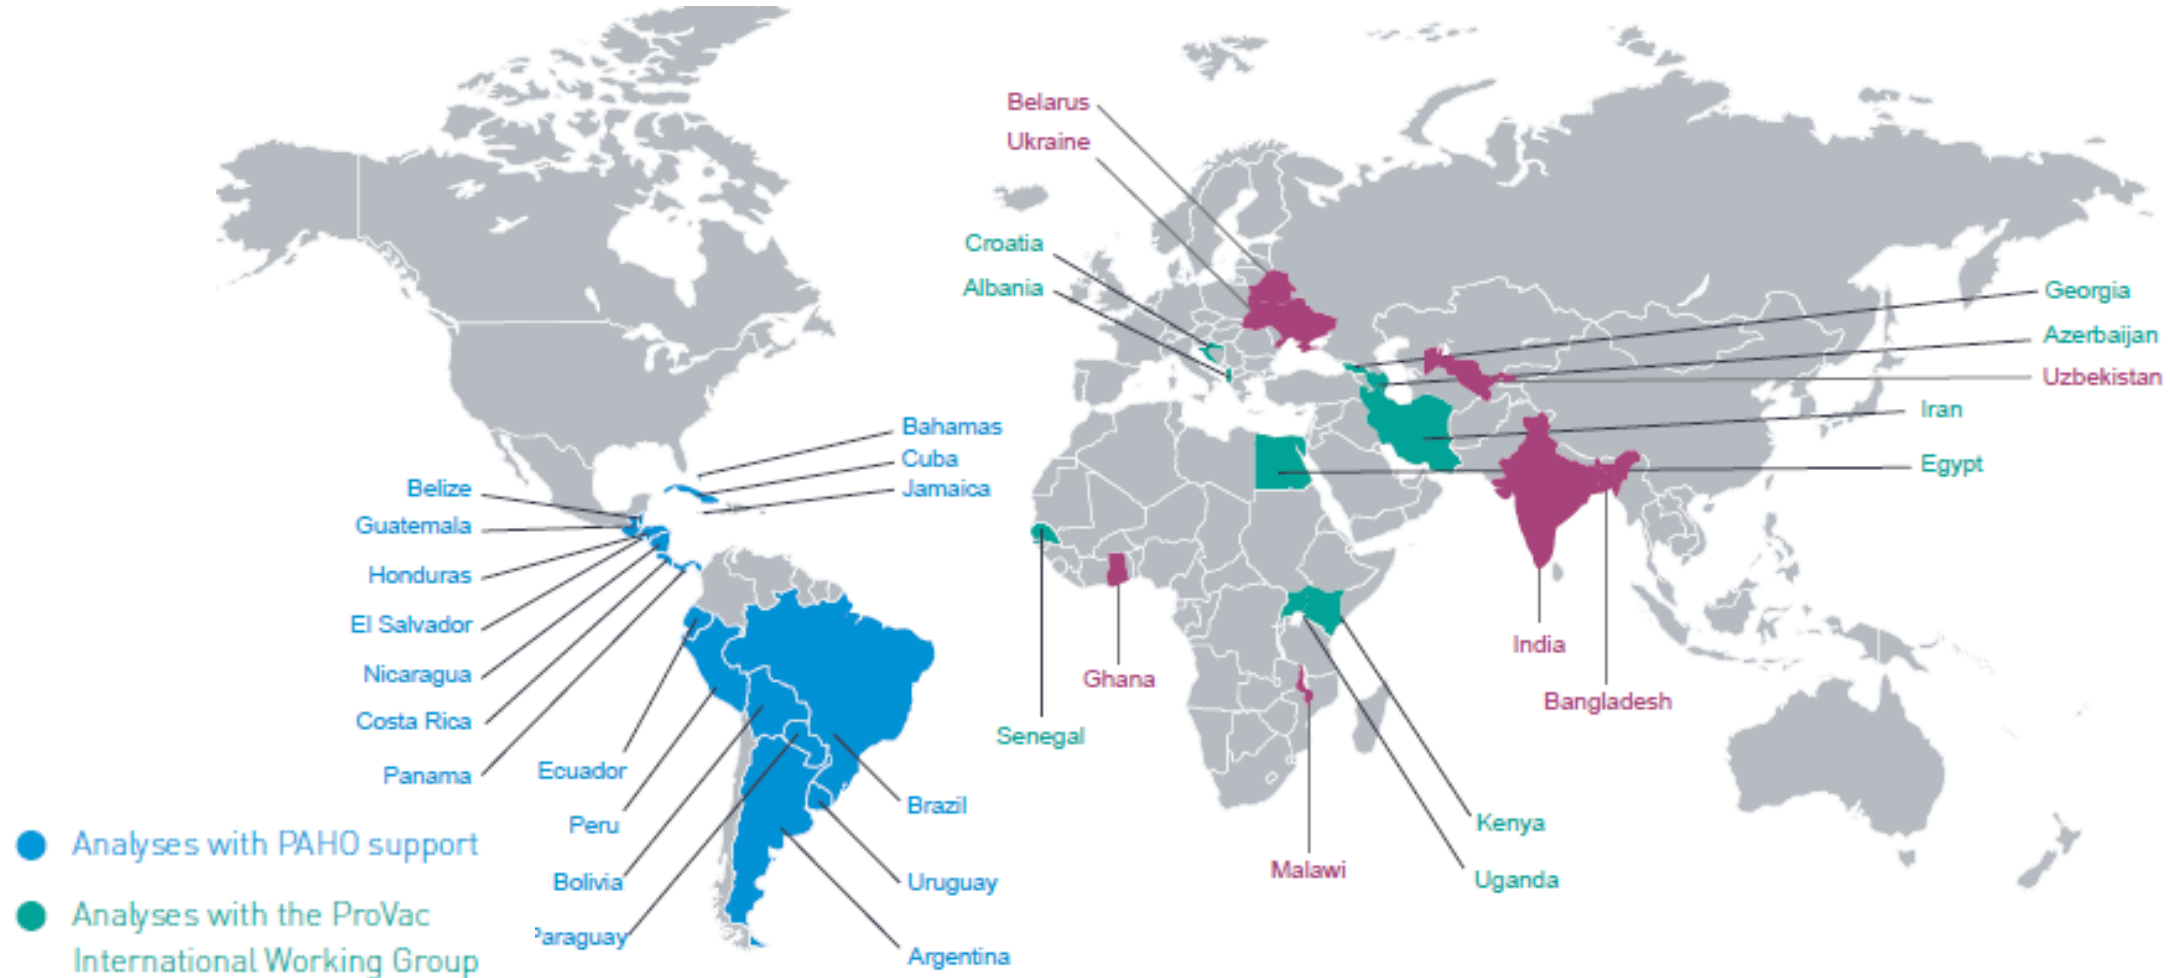 Belarus
Ukraine
Croatia
Albania
Georgia
Azerbaijan
Uzbekistan
Iran
Egypt
Bahamas
Cuba
Jamaica
Belize
Guatemala
Honduras
El Salvador
Nicaragua
Costa Rica
Panama
Ecuador
Peru
Bolivia
Paraguay
Brazil
Uruguay
Argentina
Senegal
Ghana
Malawi
Kenya
Uganda
India
Bangladesh
Analyses with PAHO support
Analyses with the ProVac
International Working Group